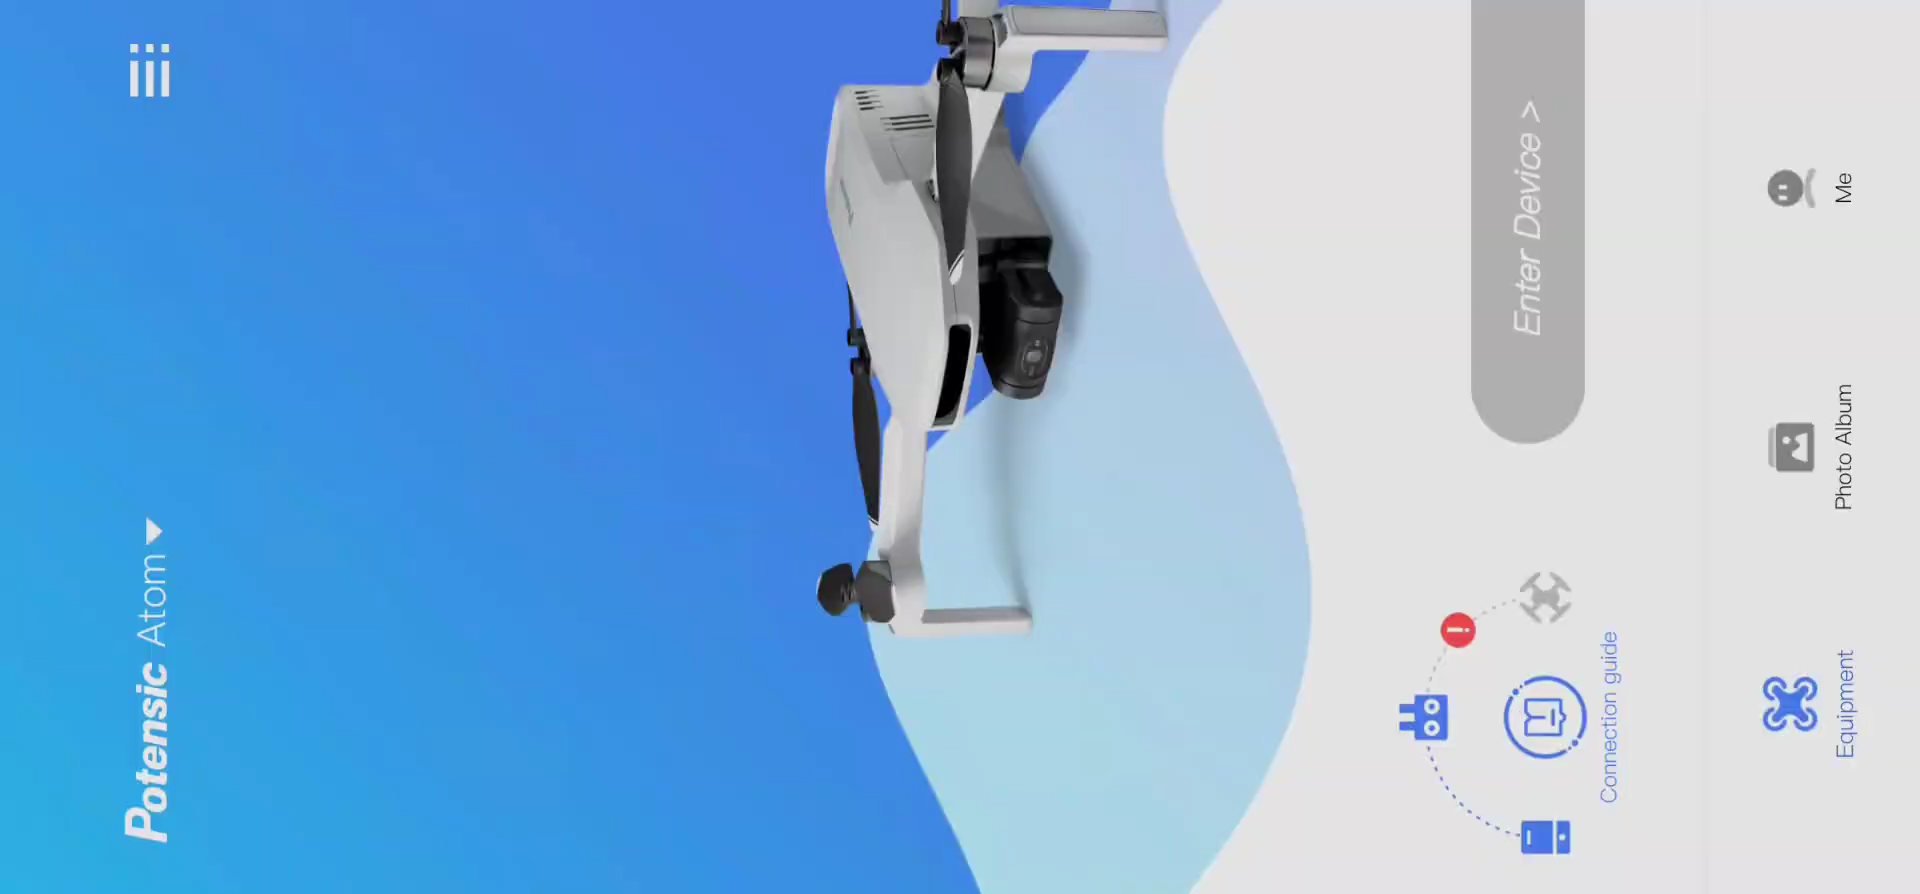 Potensic Atom
Enter Device >
Connection guide
Equipment
Photo Album
Me